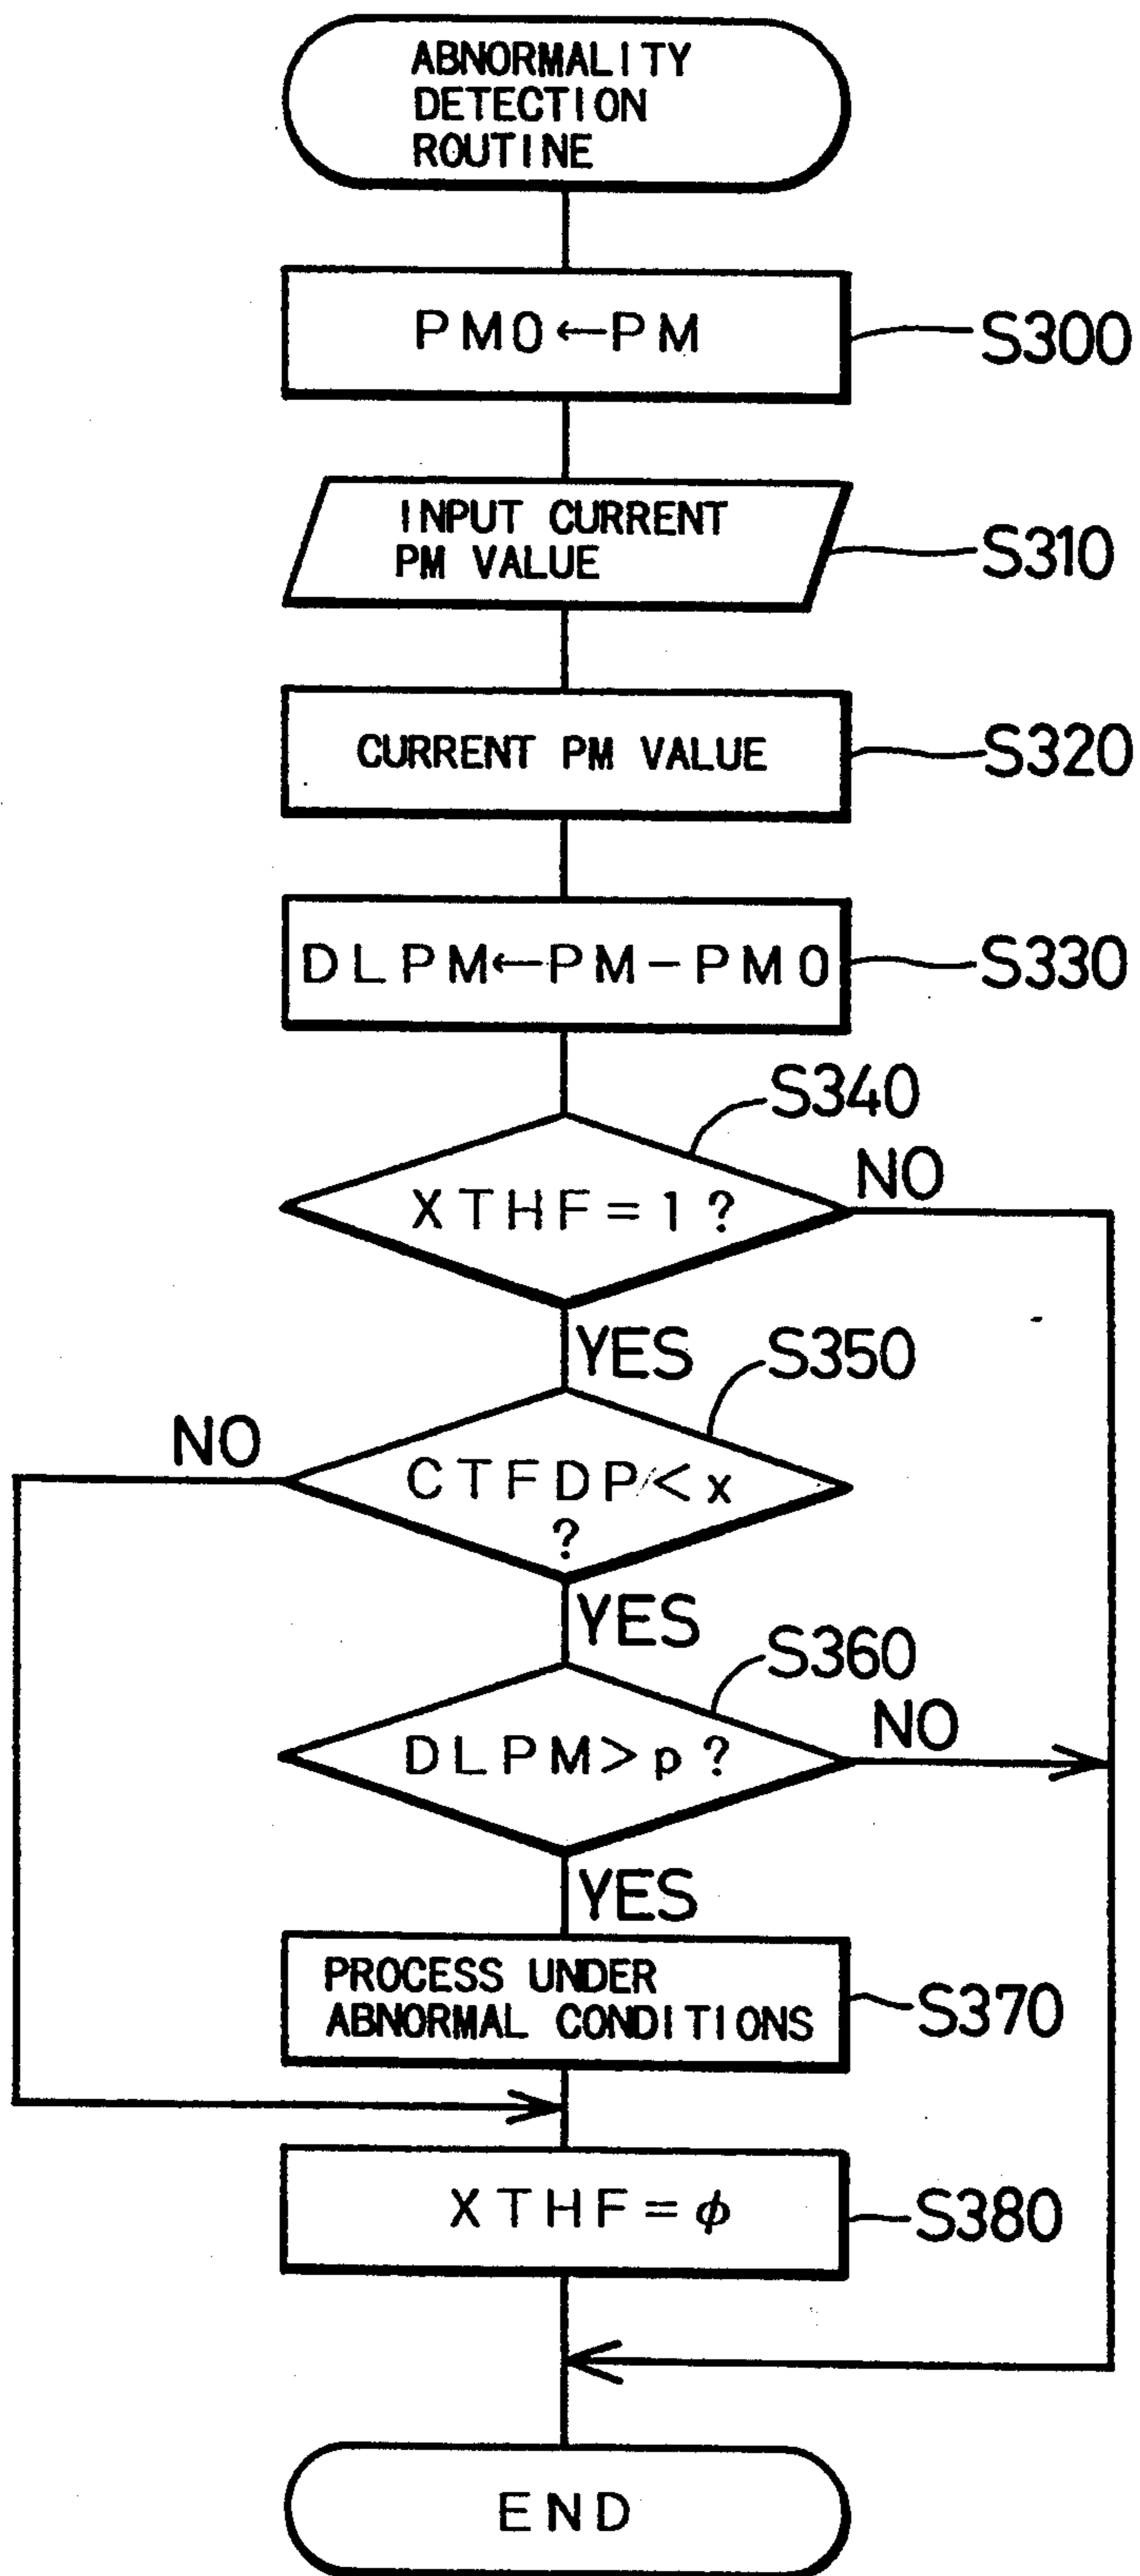 ABNORMALITY
DETECTION
ROUTINE
PM0←PM
S300
INPUT CURRENT
PM VALUE
S310
CURRENT PM VALUE
S320
DLPM←PM-PM0
S330
S340
XTHF=1?
NO
YES
S350
NO
CTFDP<x
?
YES
S360
DLPM>p?
NO
YES
PROCESS UNDER
ABNORMAL CONDITIONS
S370
XTHF=ϕ
S380
END